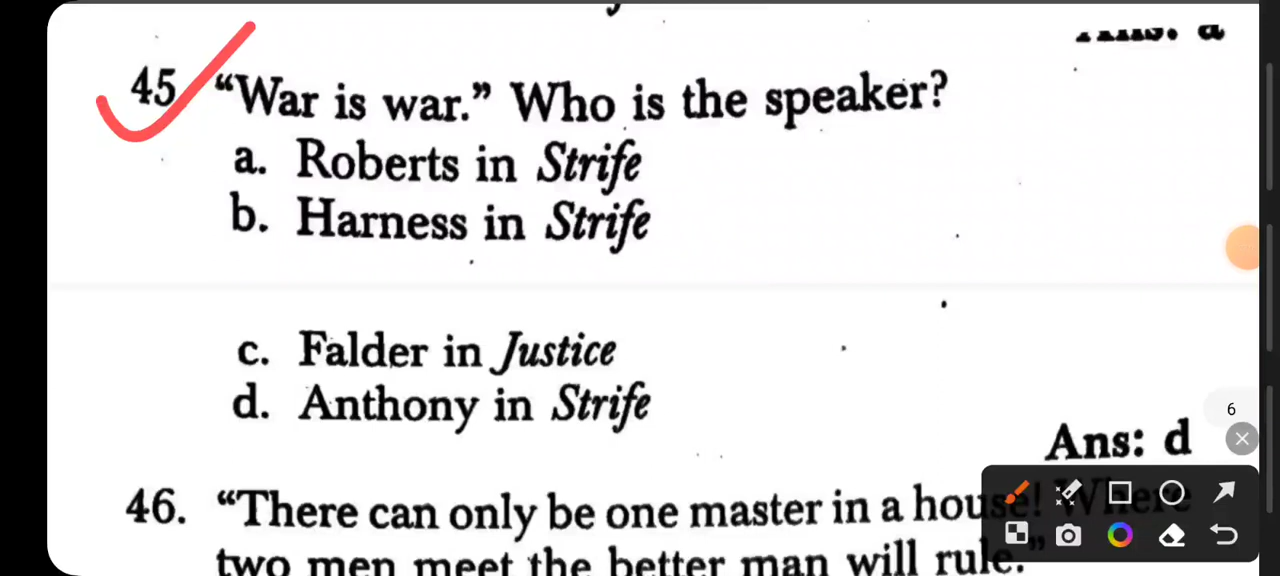 45. “War is war.” Who is the speaker?
a. Roberts in Strife
b. Harness in Strife
c. Falder in Justice
d. Anthony in Strife
6
Ans: d
46. “There can only be one master in a house! Where
two men meet the better man will rule.”